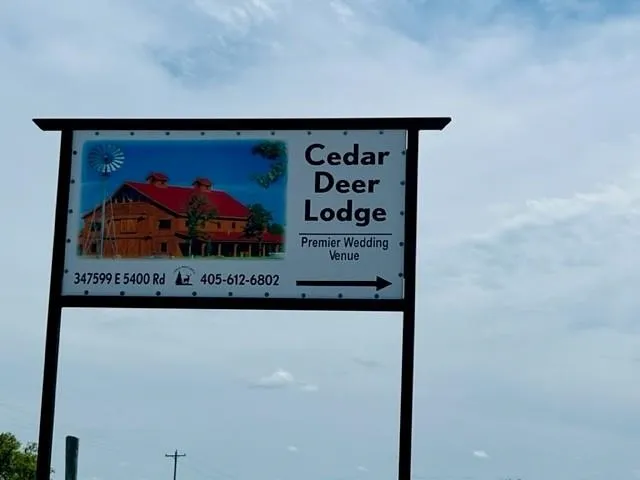 Cedar
Deer
Lodge
Premier Wedding
Venue
347599 E 5400 Rd 405-612-6802